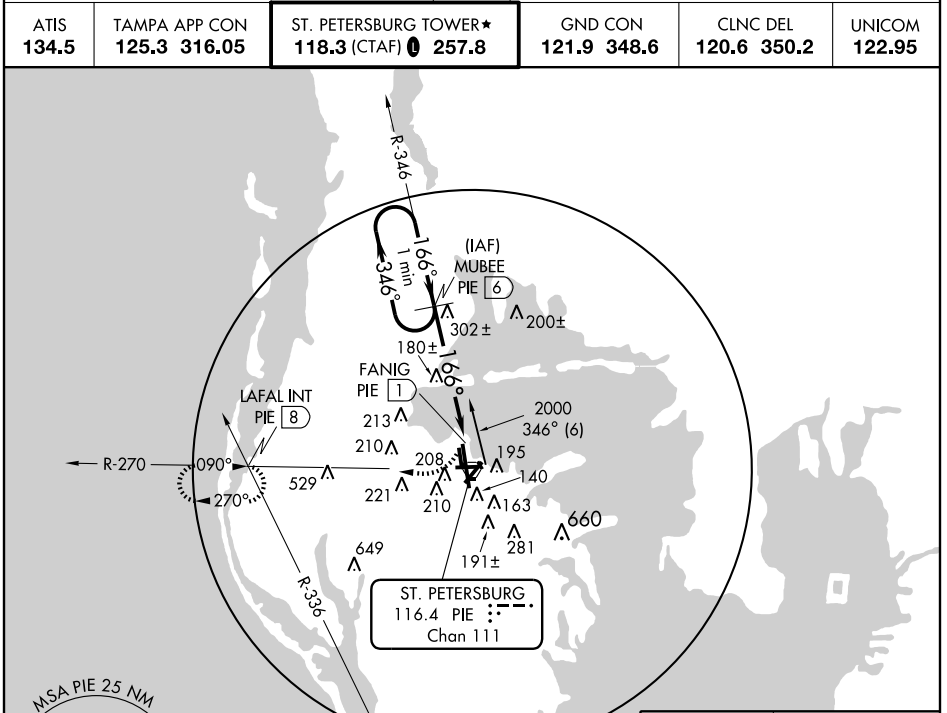 ATIS
134.5
TAMPA APP CON
125.3 316.05
ST. PETERSBURG TOWER★
118.3 (CTAF) L 257.8
GND CON
121.9 348.6
CLNC DEL
120.6 350.2
UNICOM
122.95
R-346
166°
1 min
346°
(IAF)
MUBEE
PIE 6
302±
200±
180±
166°
FANIG
PIE 1
LAFAL INT
PIE 8
213
2000
346° (6)
210
R-270
090°
208
195
529
140
270°
221
210
163
660
281
191±
649
R-336
ST. PETERSBURG
116.4 PIE
Chan 111
MSA PIE 25 NM